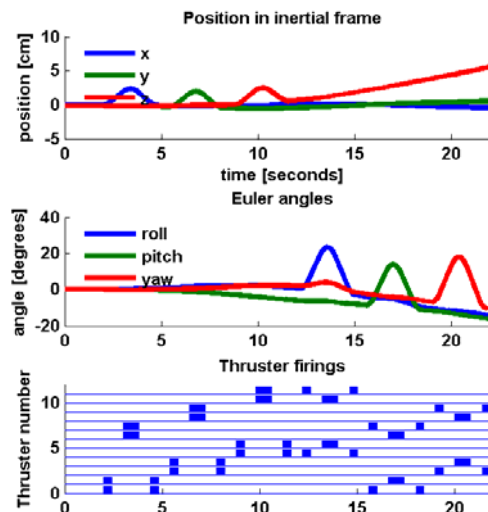 Position in inertial frame
position [cm]
10
5
0
-5
x
y
0 5 10 15 20
time [seconds]
Euler angles
angle [degrees]
40
20
0
-20
roll
pitch
yaw
0 5 10 15 20
Thruster firings
Thruster number
10
5
0
0 5 10 15 20